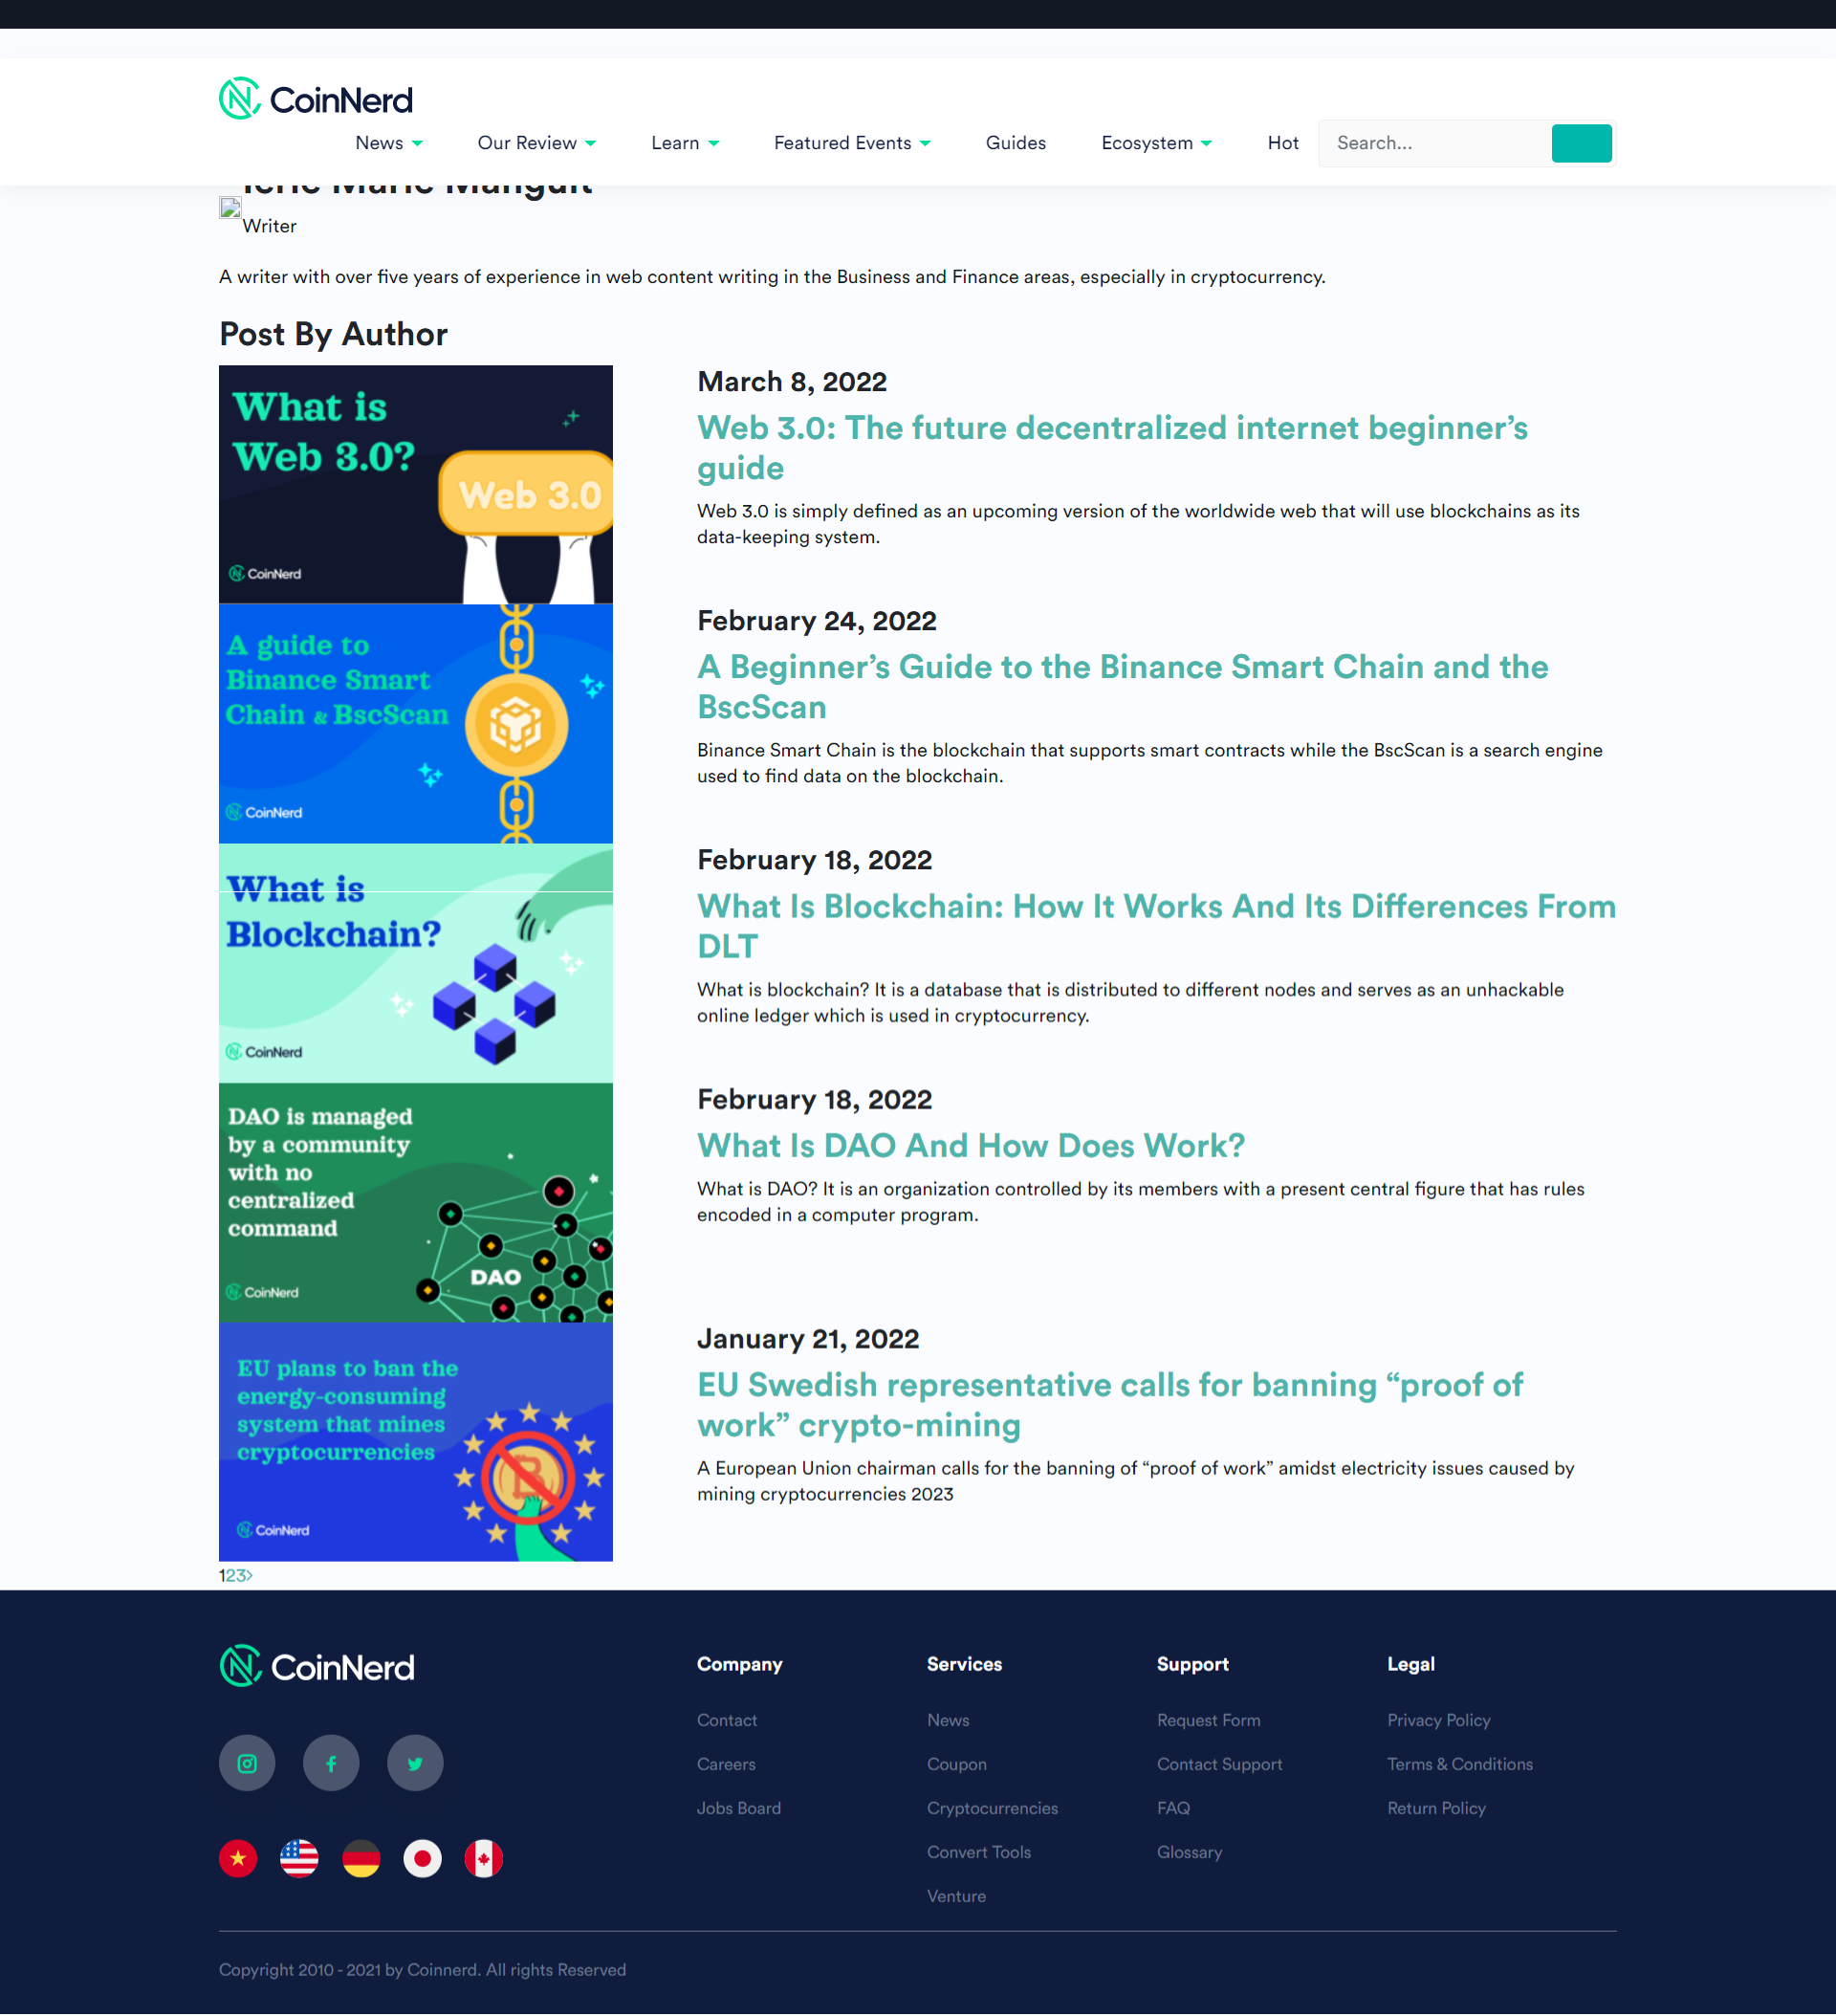 CoinNerd
News
Our Review
Learn
Featured Events
Guides
Ecosystem
Hot
Search...
Marie
Writer
A writer with over five years of experience in web content writing in the Business and Finance areas, especially in cryptocurrency.
Post By Author
What is
Web 3.0?
Web 3.0
CoinNerd
March 8, 2022
Web 3.0: The future decentralized internet beginner’s
guide
Web 3.0 is simply defined as an upcoming version of the worldwide web that will use blockchains as its
data-keeping system.
A guide to
Binance Smart
Chain & BscScan
CoinNerd
February 24, 2022
A Beginner’s Guide to the Binance Smart Chain and the
BscScan
Binance Smart Chain is the blockchain that supports smart contracts while the BscScan is a search engine
used to find data on the blockchain.
What is
Blockchain?
CoinNerd
February 18, 2022
What Is Blockchain: How It Works And Its Differences From
DLT
What is blockchain? It is a database that is distributed to different nodes and serves as an unhackable
online ledger which is used in cryptocurrency.
DAO is managed
by a community
with no
centralized
command
DAO
CoinNerd
February 18, 2022
What Is DAO And How Does Work?
What is DAO? It is an organization controlled by its members with a present central figure that has rules
encoded in a computer program.
EU plans to ban the
energy-consuming
system that mines
cryptocurrencies
CoinNerd
January 21, 2022
EU Swedish representative calls for banning “proof of
work” crypto-mining
A European Union chairman calls for the banning of “proof of work” amidst electricity issues caused by
mining cryptocurrencies 2023
123>
CoinNerd
Company
Contact
Careers
Jobs Board
Services
News
Coupon
Cryptocurrencies
Convert Tools
Venture
Support
Request Form
Contact Support
FAQ
Glossary
Legal
Privacy Policy
Terms & Conditions
Return Policy
Copyright 2010 - 2021 by Coinnerd. All rights Reserved